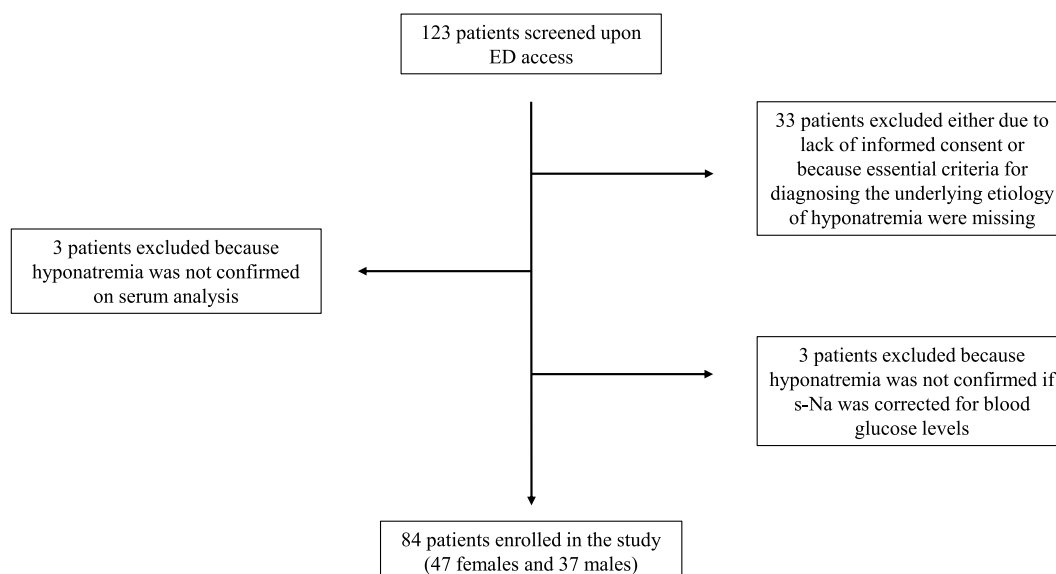 123 patients screened upon
ED access
33 patients excluded either due to
lack of informed consent or
because essential criteria for
diagnosing the underlying etiology
of hyponatremia were missing
3 patients excluded because
hyponatremia was not confirmed
on serum analysis
3 patients excluded because
hyponatremia was not confirmed if
s-Na was corrected for blood
glucose levels
84 patients enrolled in the study
(47 females and 37 males)